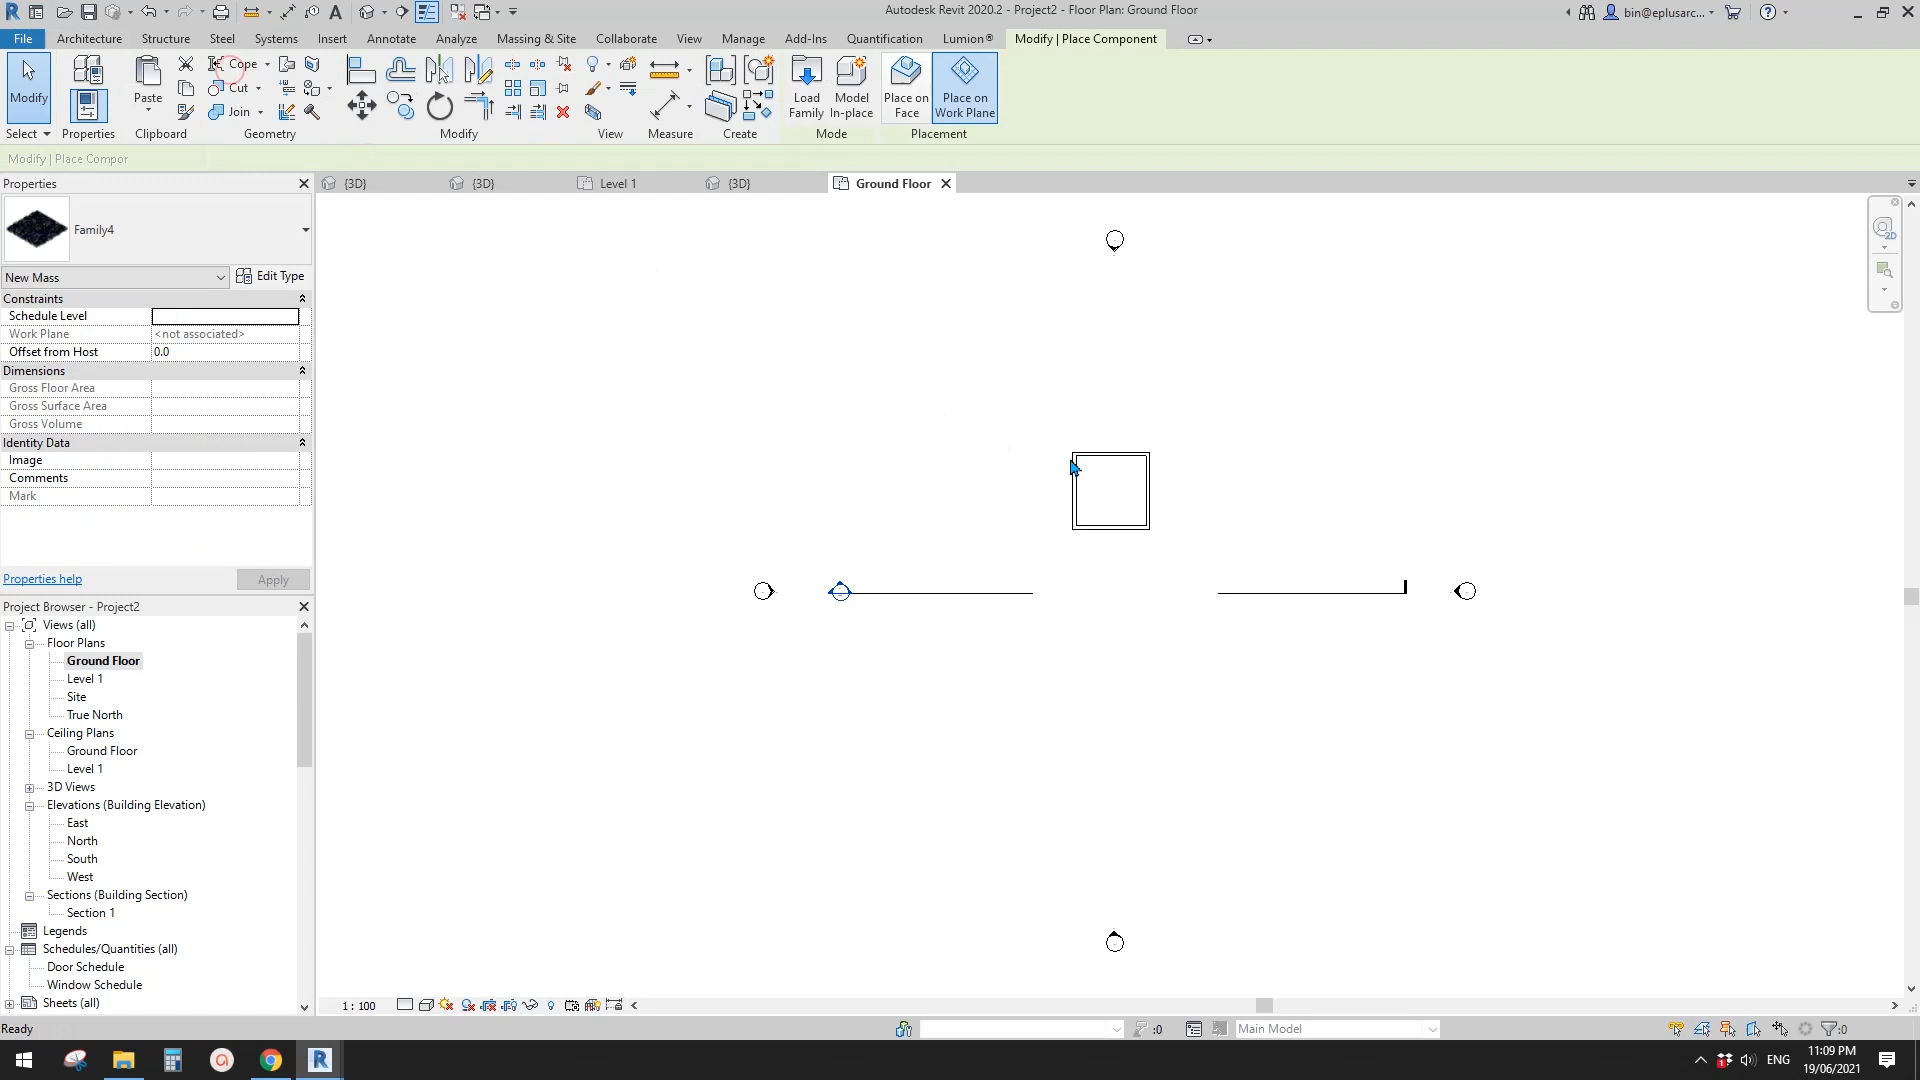 Autodesk Revit 2020.2 - Project2 - Floor Plan: Ground Floor
bin@eplusarc...
File Architecture Structure Steel Systems Insert Annotate Analyze Massing & Site Collaborate View Manage Add-Ins Quantification Lumion® Modify | Place Component
Cope
Cut
Join
Modify
Paste
Load Family
Model In-place
Place on Face
Place on Work Plane
Select Properties Clipboard Geometry Modify View Measure Create Mode Placement
Modify | Place Compor
Properties
{3D} {3D} Level 1 {3D} Ground Floor
2D
Family4
New Mass
Edit Type
Constraints
Schedule Level
Work Plane <not associated>
Offset from Host 0.0
Dimensions
Gross Floor Area
Gross Surface Area
Gross Volume
Identity Data
Image
Comments
Mark
Properties help
Apply
Project Browser - Project2
Views (all)
Floor Plans
Ground Floor
Level 1
Site
True North
Ceiling Plans
Ground Floor
Level 1
3D Views
Elevations (Building Elevation)
East
North
South
West
Sections (Building Section)
Section 1
Legends
Schedules/Quantities (all)
Door Schedule
Window Schedule
Sheets (all)
1 : 100
Ready
:0
Main Model
:0
ENG
11:09 PM
19/06/2021